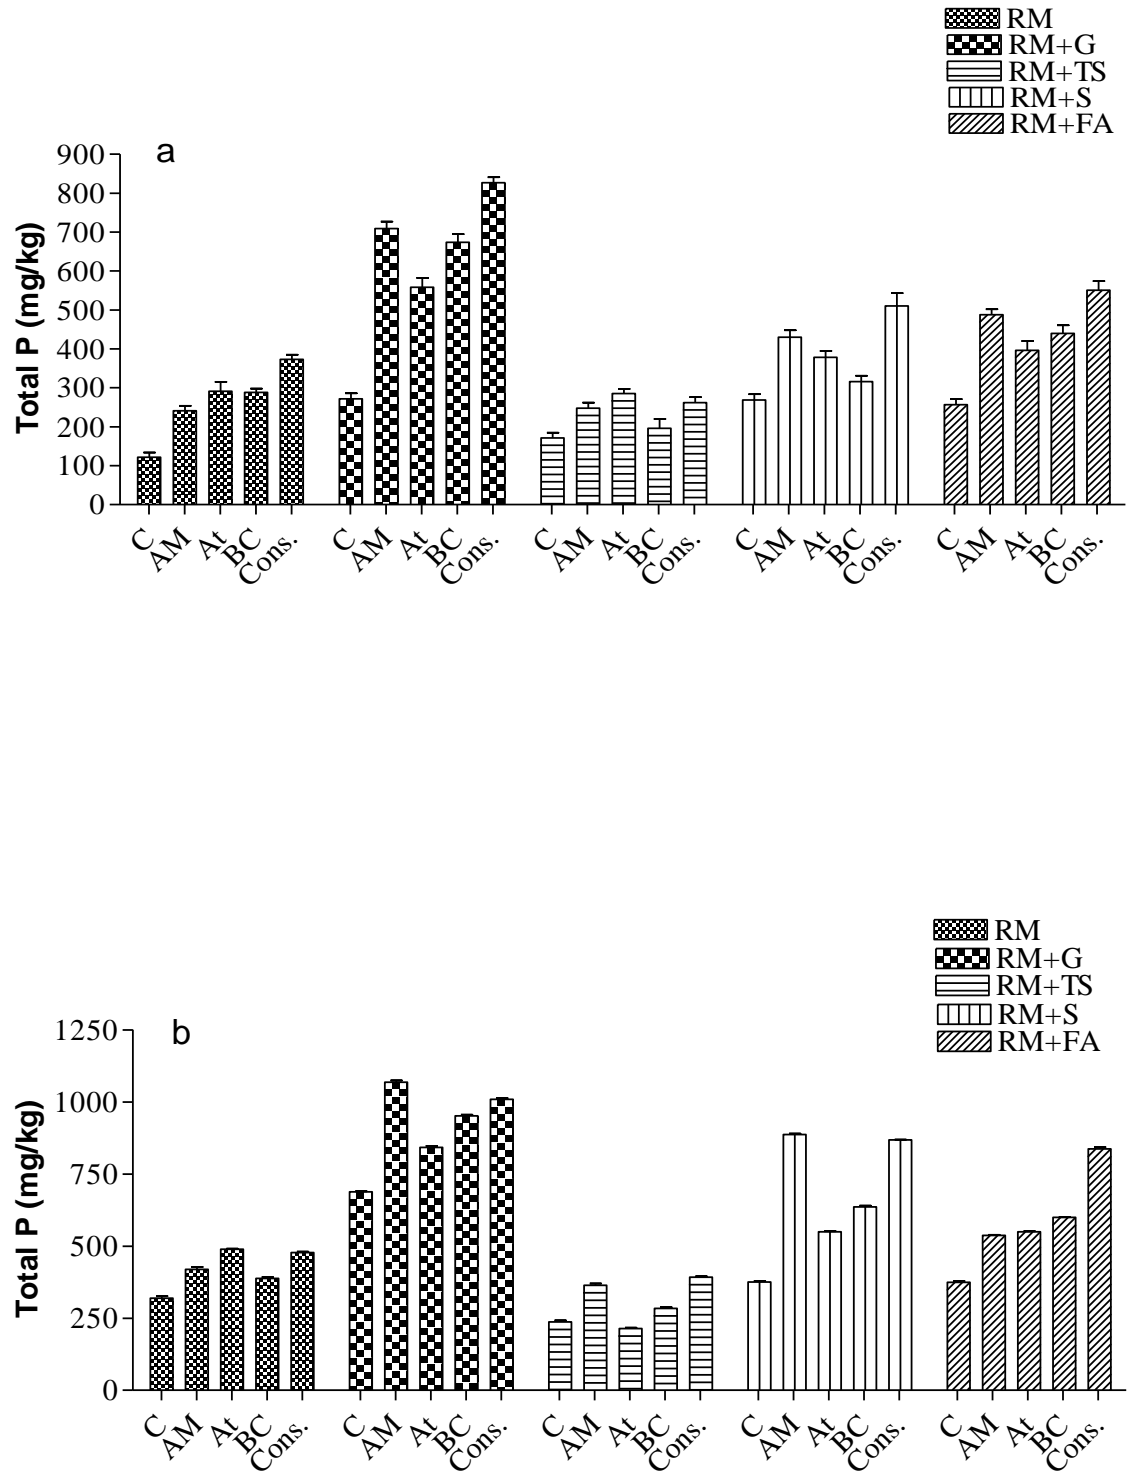 RM
RM+G
RM+TS
RM+S
RM+FA
a
Total P (mg/kg)
900
800
700
600
500
400
300
200
100
0
C AM At BC Cons. C AM At BC Cons. C AM At BC Cons. C AM At BC Cons. C AM At BC Cons.
RM
RM+G
RM+TS
RM+S
RM+FA
b
Total P (mg/kg)
1250
1000
750
500
250
0
C AM At BC Cons. C AM At BC Cons. C AM At BC Cons. C AM At BC Cons. C AM At BC Cons.